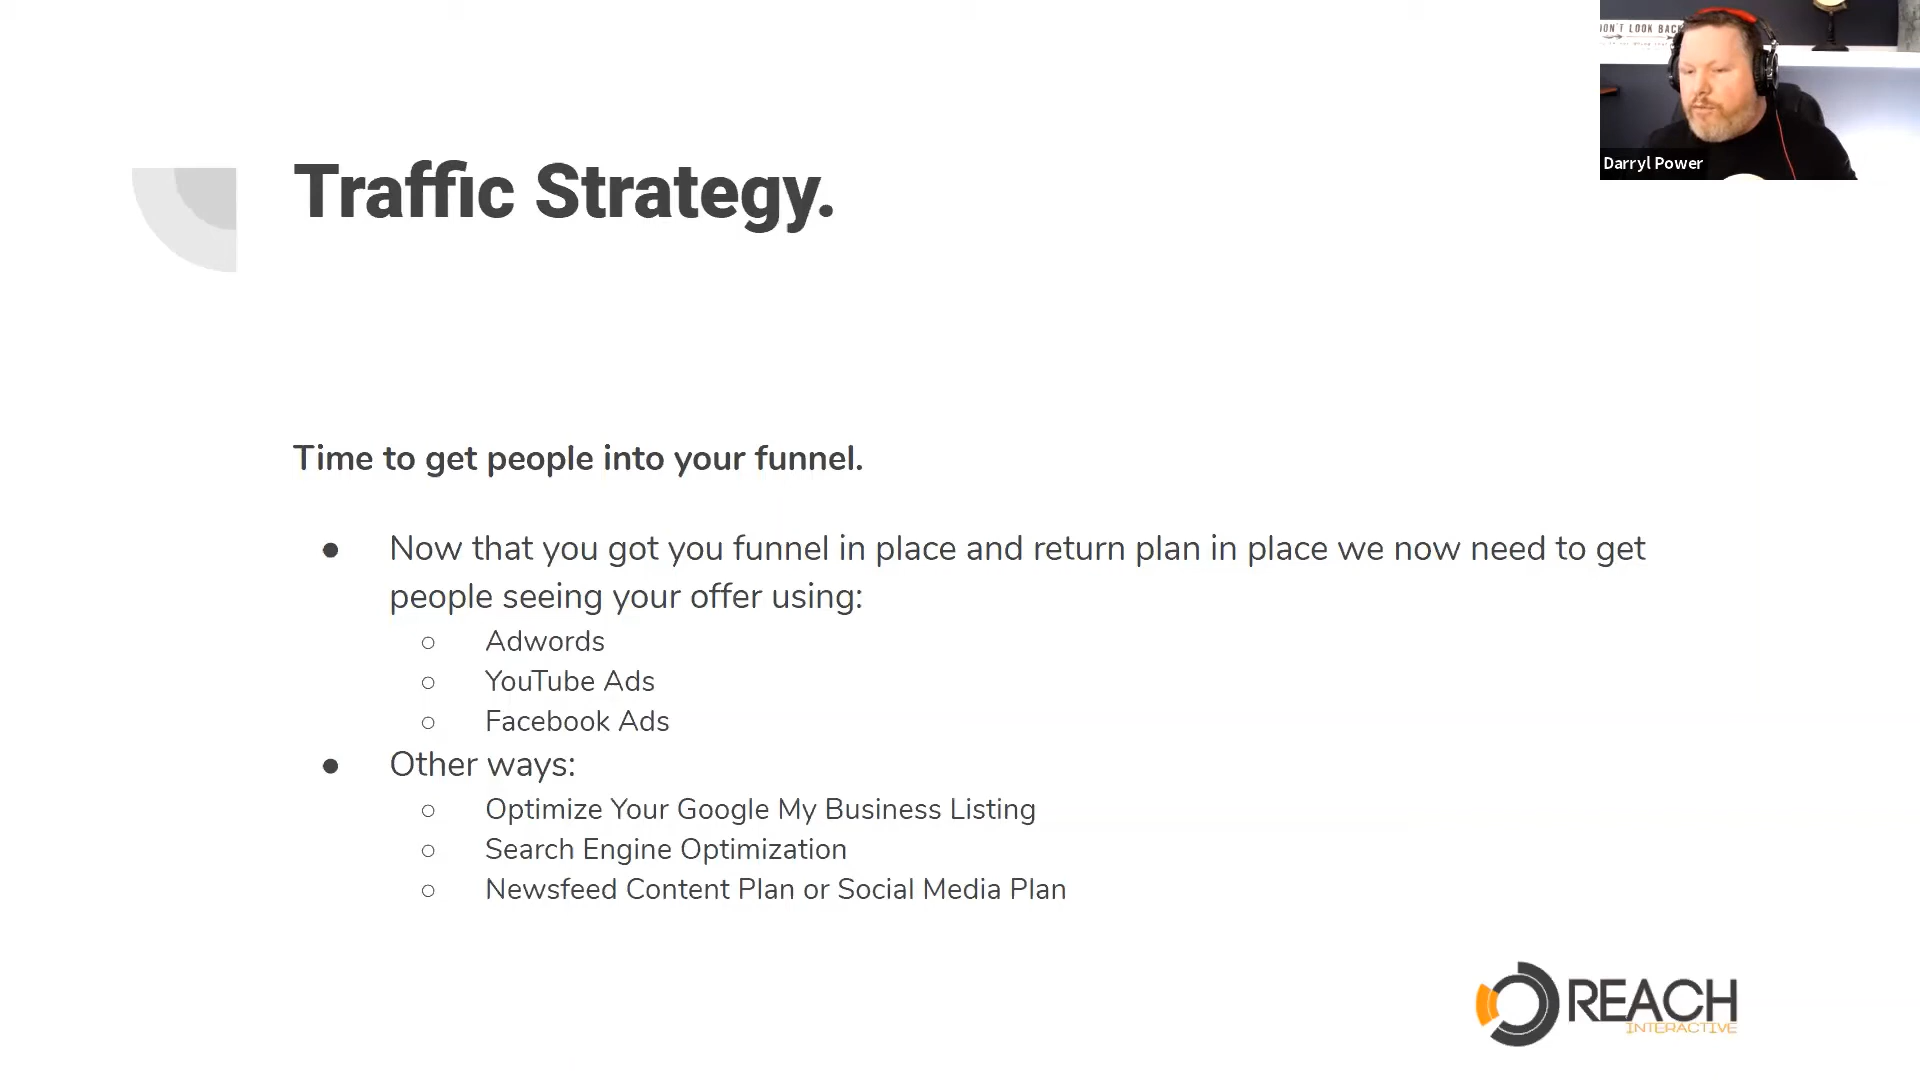 DON'T LOOK BACK
Darryl Power
Traffic Strategy.
Time to get people into your funnel.
● Now that you got you funnel in place and return plan in place we now need to get
people seeing your offer using:
○ Adwords
○ YouTube Ads
○ Facebook Ads
● Other ways:
○ Optimize Your Google My Business Listing
○ Search Engine Optimization
○ Newsfeed Content Plan or Social Media Plan
REACH
INTERACTIVE